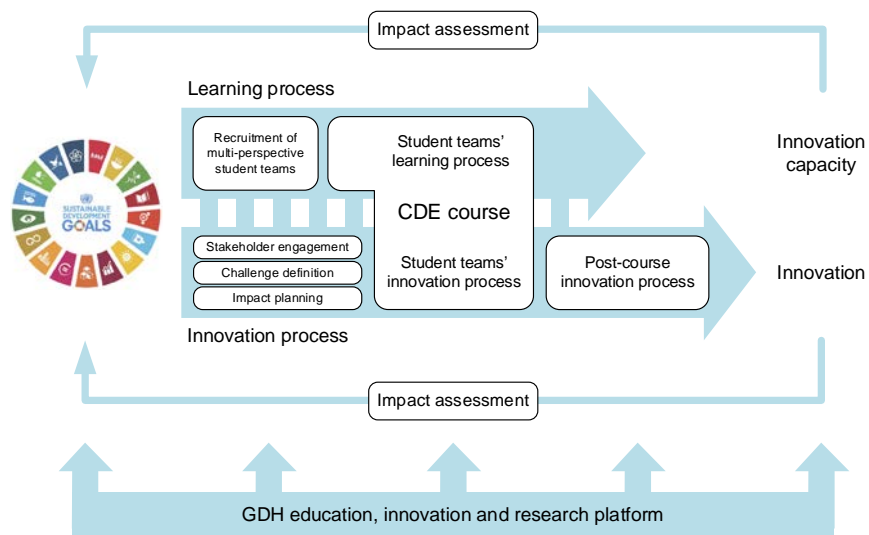 Impact assessment
Learning process
Recruitment of
multi-perspective
student teams
Student teams’
learning process
Innovation
capacity
SUSTAINABLE
DEVELOPMENT
GOALS
CDE course
Stakeholder engagement
Challenge definition
Impact planning
Student teams’
innovation process
Post-course
innovation process
Innovation
Innovation process
Impact assessment
GDH education, innovation and research platform